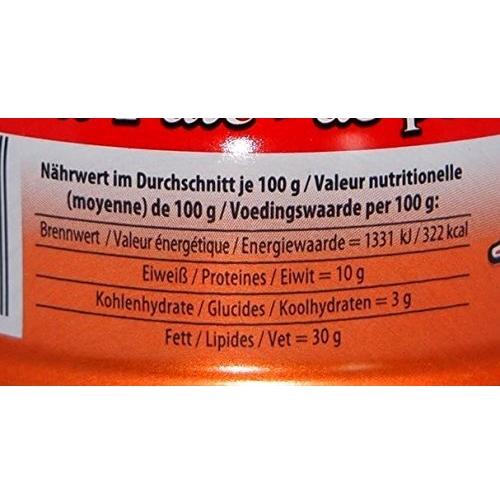 Nährwert im Durchschnitt je 100 g / Valeur nutritionelle
(moyenne) de 100 g / Voedingswaarde per 100 g:
Brennwert / Valeur énergétique / Energiewaarde = 1331 kJ / 322 kcal
Eiweiß / Proteines / Eiwit = 10 g
Kohlenhydrate / Glucides / Koolhydraten = 3 g
Fett / Lipides / Vet = 30 g